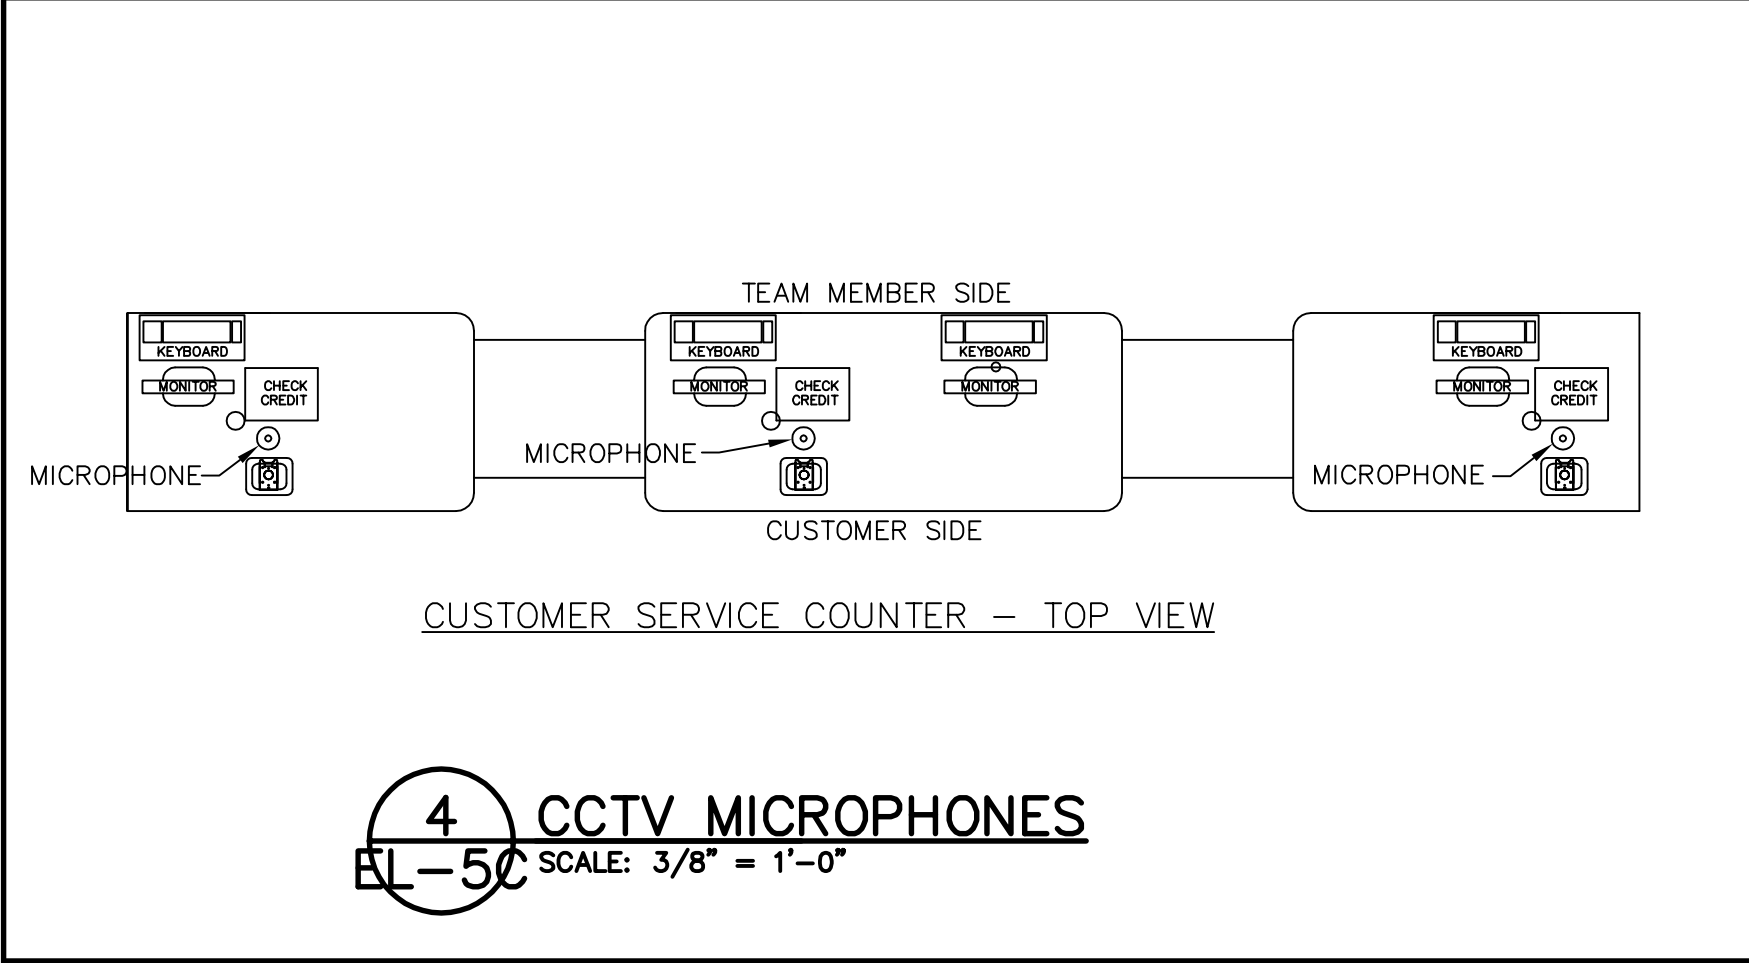 TEAM MEMBER SIDE
KEYBOARD
KEYBOARD
KEYBOARD
KEYBOARD
MONITOR
CHECK
CREDIT
MONITOR
CHECK
CREDIT
MONITOR
MONITOR
CHECK
CREDIT
MICROPHONE
MICROPHONE
MICROPHONE
CUSTOMER SIDE
CUSTOMER SERVICE COUNTER – TOP VIEW
4
CCTV MICROPHONES
EL–5C
SCALE: 3/8" = 1'–0"